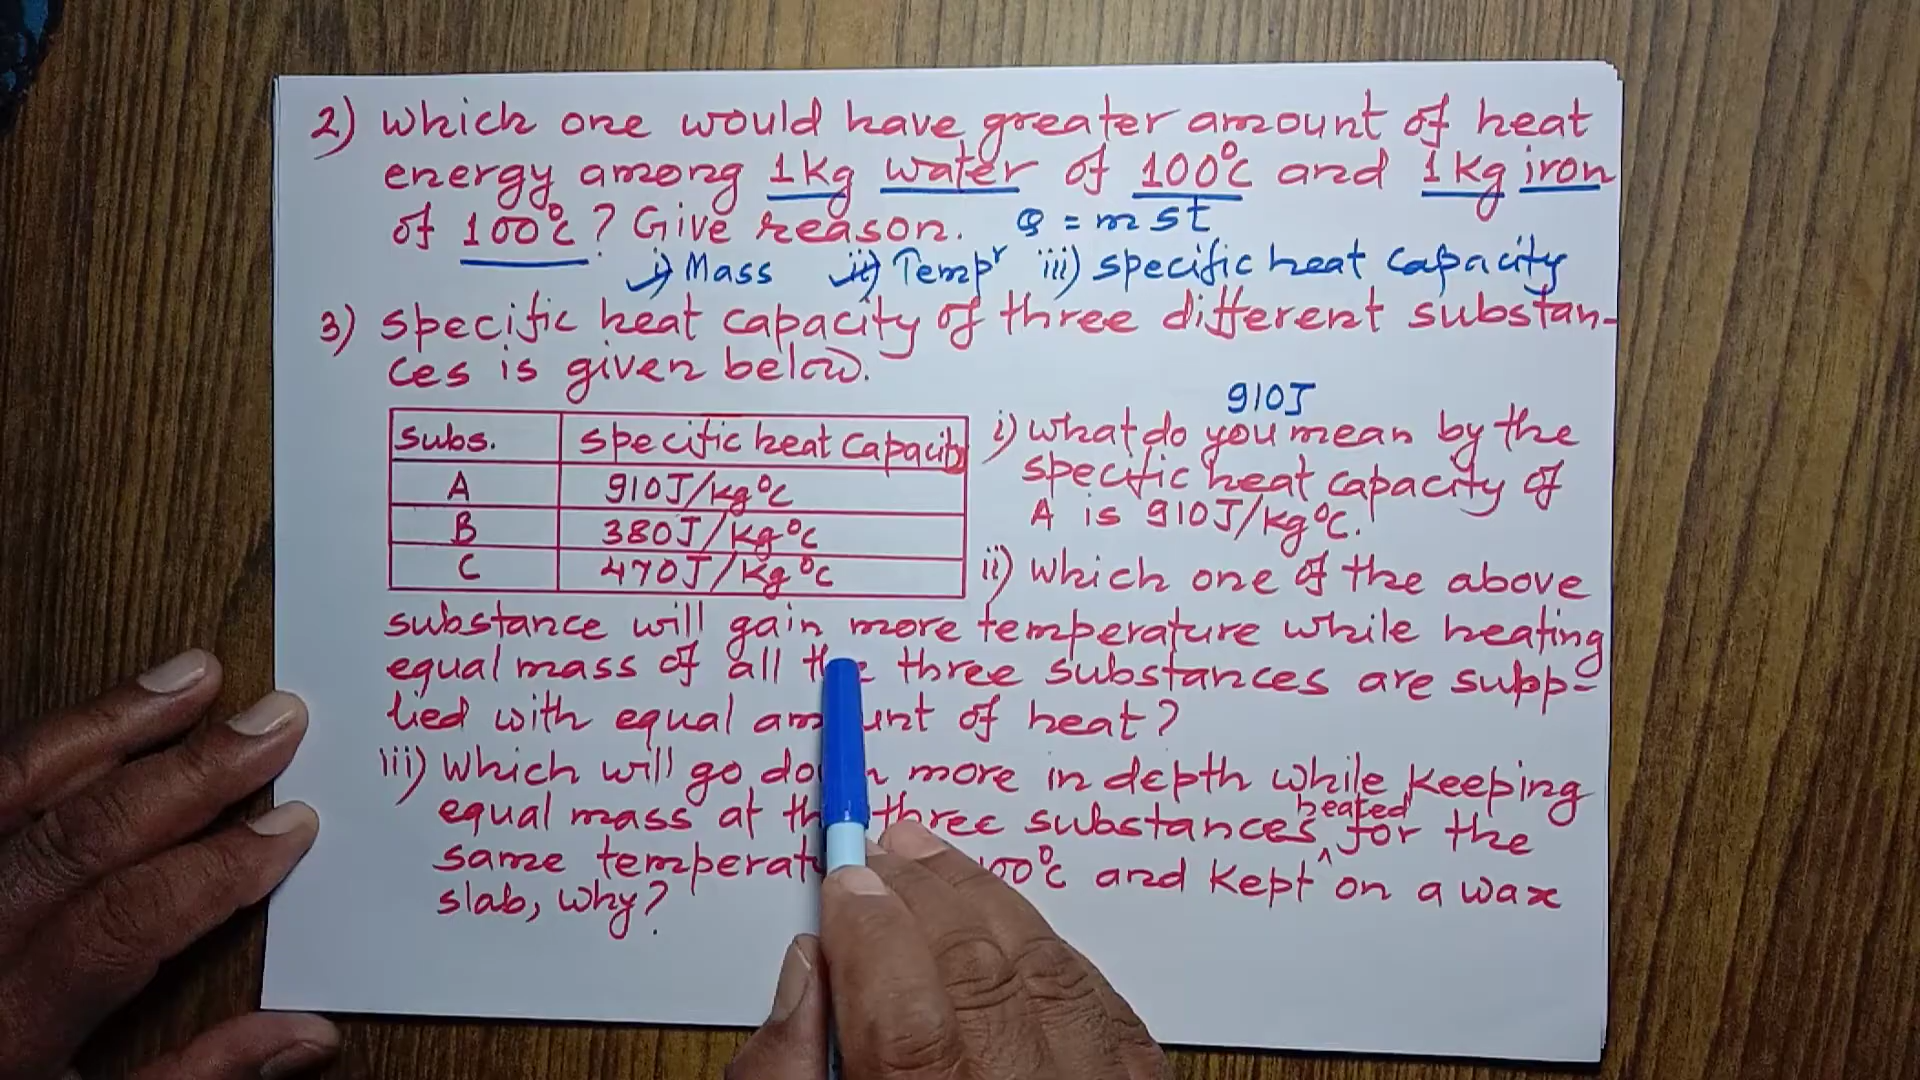 2) Which one would have greater amount of heat
energy among 1kg water of 100°C and 1kg iron
of 100°C? Give reason. Q = mst
i) Mass ii) Temp^r iii) specific heat capacity
3) Specific heat capacity of three different substan-
ces is given below.
910J
Subs. Specific heat Capacity
A 910J/kg°C
B 380J/kg°C
C 470J/kg°C
i) What do you mean by the
specific heat capacity of
A is 910J/kg°C.
ii) Which one of the above
substance will gain more temperature while heating
equal mass of all the three substances are supp-
lied with equal amount of heat?
iii) Which will go down more in depth while keeping
equal mass of three substances heated for the
same 00°C and kept ^ on a wax
slab, why?